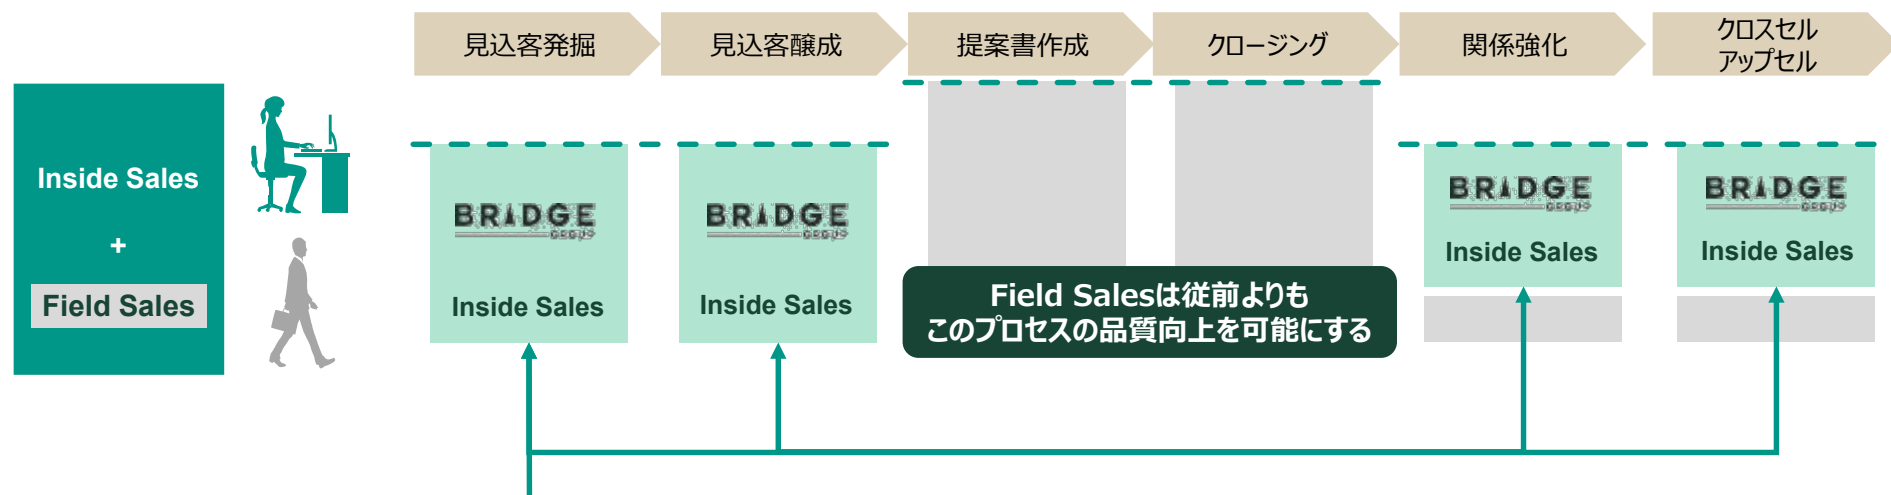 見込客発掘
見込客醸成
提案書作成
クロージング
関係強化
クロスセル
アップセル
Inside Sales
+
Field Sales
BRIDGE
GROUP
Inside Sales
BRIDGE
GROUP
Inside Sales
Field Salesは従前よりも
このプロセスの品質向上を可能にする
BRIDGE
GROUP
Inside Sales
BRIDGE
GROUP
Inside Sales